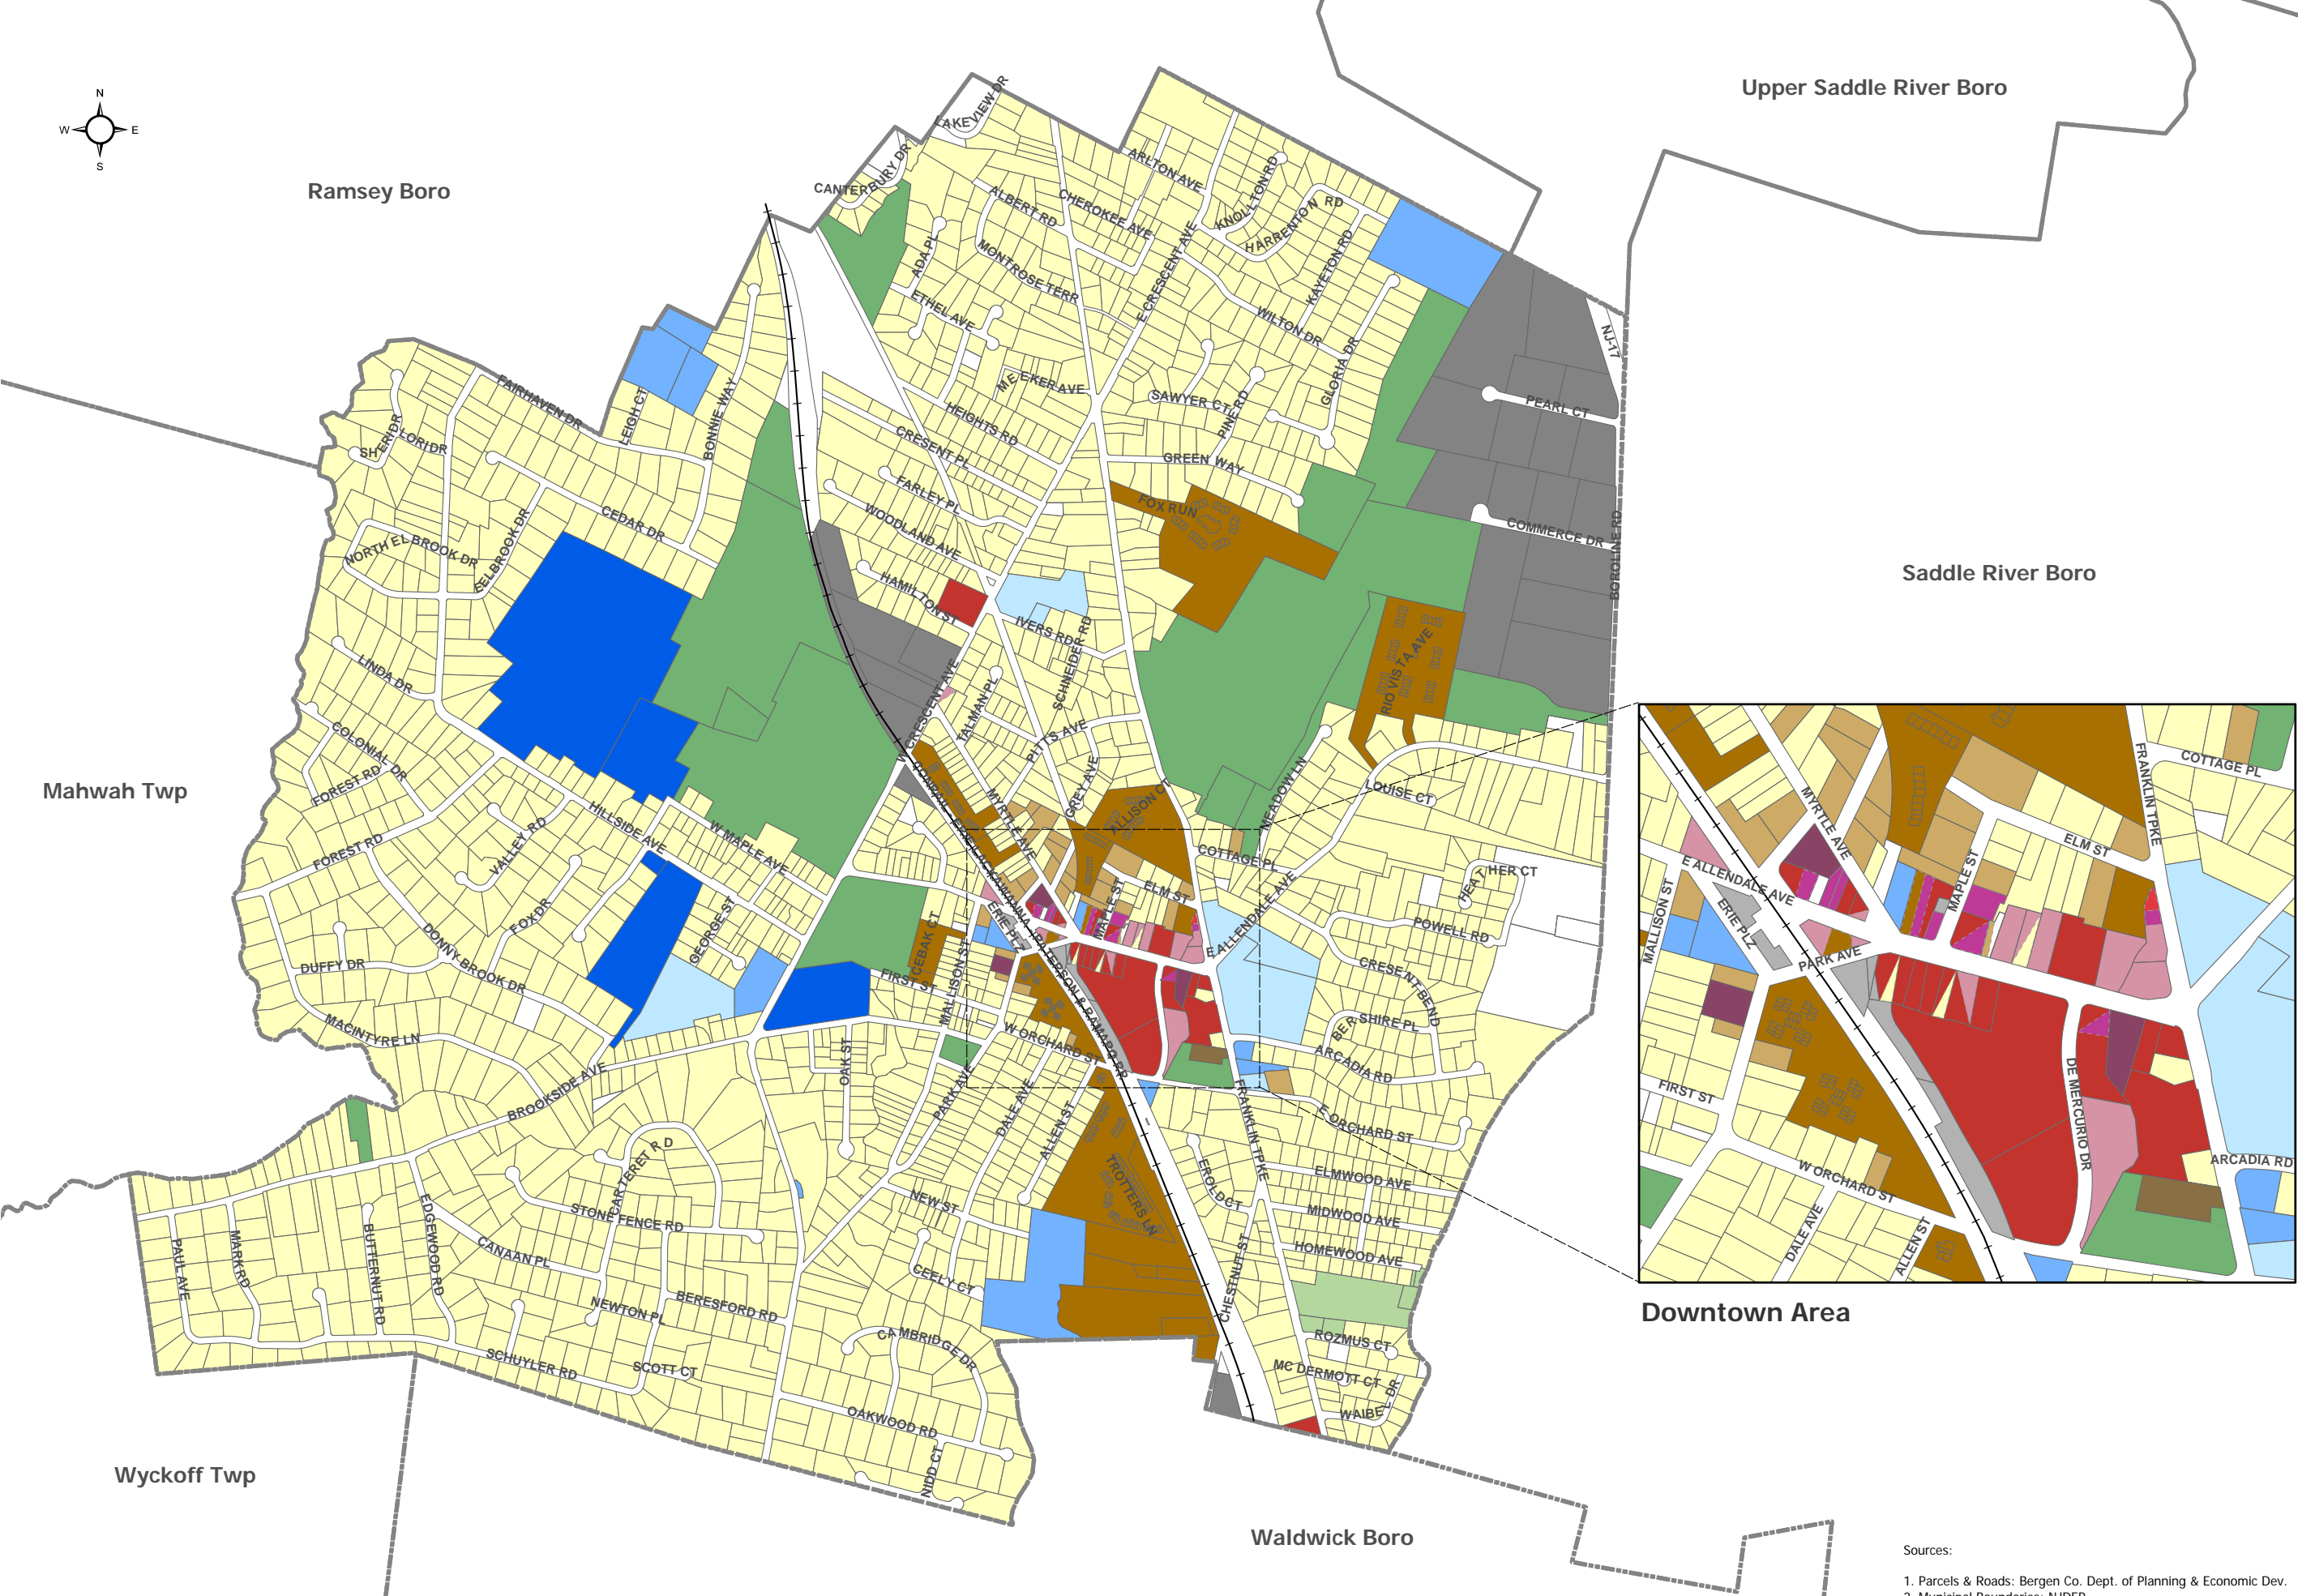 N
W
E
S
Upper Saddle River Boro
Ramsey Boro
Saddle River Boro
Mahwah Twp
Wyckoff Twp
Waldwick Boro
LAKEVIEW DR
CANTERBURY DR
ARLTON AVE
KNOLLTON RD
HARRENTON RD
ALBERT RD
CHEROKEE AVE
ADA PL
MONTROSE TERR
E CRESCENT AVE
KAYETON RD
ETHEL AVE
WILTON DR
GLORIA DR
NJ-17
MEEKER AVE
SAWYER CT
PINE RD
PEARL CT
FAIRHAVEN DR
LEIGH CT
BONNIE WAY
HEIGHTS RD
CRESENT PL
GREEN WAY
SHERI DR
LORI DR
FARLEY PL
FOX RUN
WOODLAND AVE
COMMERCE DR
BOROLINE RD
CEDAR DR
NORTH ELBROOK DR
ELBROOK DR
HAMILTON ST
IVERS RD
SCHNEIDER RD
RIO VISTA AVE
LINDA DR
W CRESCENT AVE
TALMAN PL
PITTS AVE
COLONIAL DR
FOREST RD
GREY AVE
MEADOW LN
LOUISE CT
HILLSIDE AVE
W MAPLE AVE
MYRTLE AVE
ALLISON CT
FOREST RD
VALLEY RD
COTTAGE PL
HEATHER CT
ELM ST
MAPLE ST
E ALLENDALE AVE
FOX DR
GEORGE ST
CEBAK CT
ERIE PLZ
POWELL RD
DONNYBROOK DR
DUFFY DR
MALLISON ST
FIRST ST
CRESENT BEND
MACINTYRE LN
W ORCHARD ST
SHIRE PL
OAK ST
ARCADIA RD
BROOKSIDE AVE
PARK AVE
DALE AVE
ALLEN ST
FRANKLIN TPKE
E ORCHARD ST
CARTERET RD
TROTTERS LN
EROLD CT
ELMWOOD AVE
NEW ST
STONE FENCE RD
MIDWOOD AVE
PAUL AVE
MARK RD
BUTTERNUT RD
EDGEWOOD RD
CANAAN PL
CHESTNUT ST
HOMEWOOD AVE
CEELY CT
NEWTON PL
BERESFORD RD
CAMBRIDGE DR
ROZMUS CT
SCHUYLER RD
SCOTT CT
MC DERMOTT CT
WAIBEL DR
OAKWOOD RD
NIDD CT
FRANKLIN TPKE
COTTAGE PL
MYRTLE AVE
ELM ST
MAPLE ST
E ALLENDALE AVE
MALLISON ST
ERIE PLZ
PARK AVE
DE MERCURIO DR
FIRST ST
W ORCHARD ST
ARCADIA RD
DALE AVE
ALLEN ST
Downtown Area
Sources:
1. Parcels & Roads: Bergen Co. Dept. of Planning & Economic Dev.